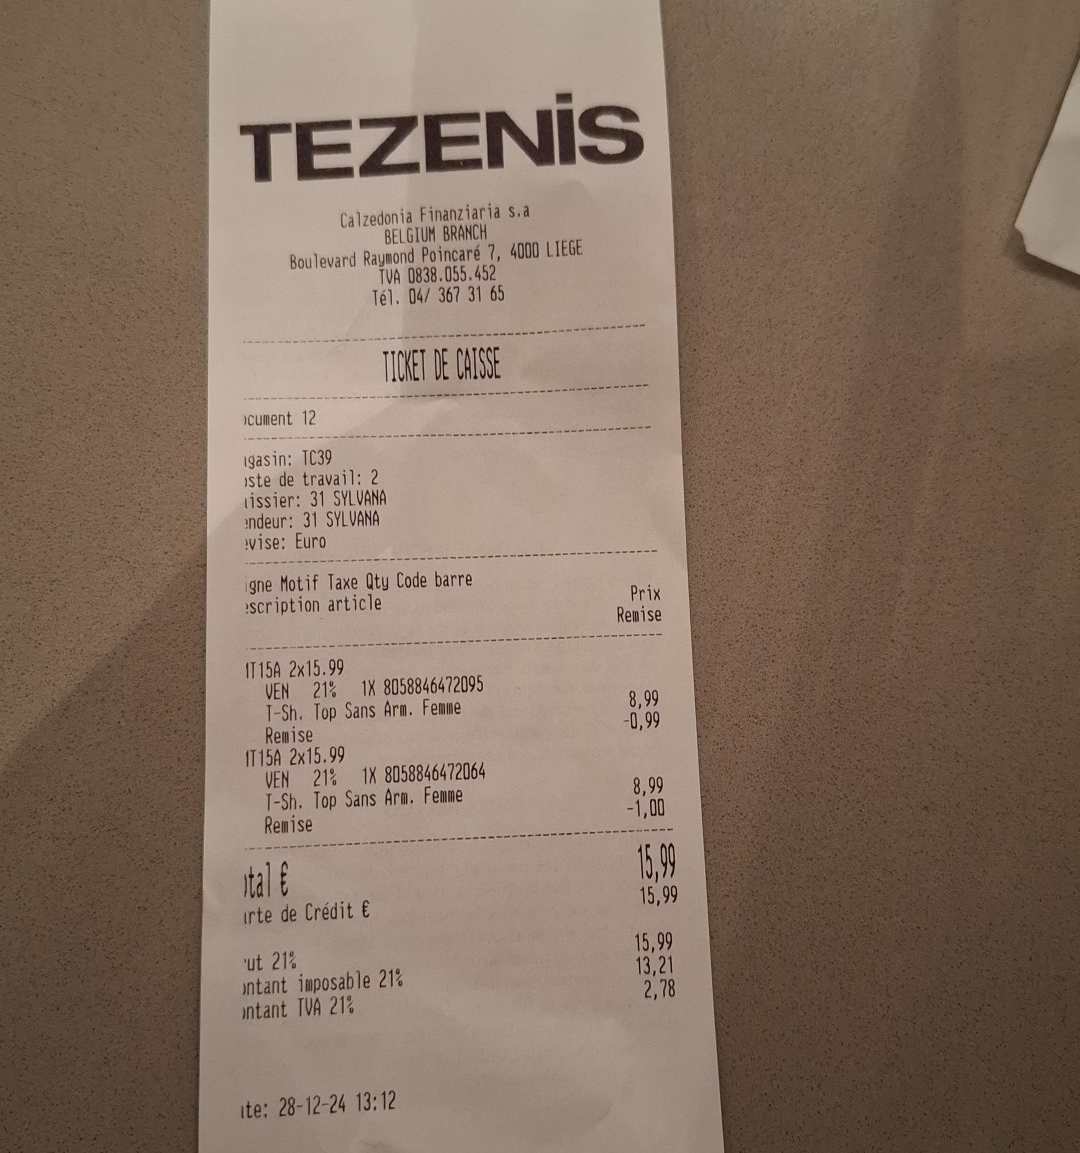 TEZENIS
Calzedonia Finanziaria s.a
BELGIUM BRANCH
Boulevard Raymond Poincaré 7, 4000 LIEGE
TVA 0838.055.452
Tél. 04/ 367 31 65
TICKET DE CAISSE
ocument 12
gasin: TC39
oste de travail: 2
issier: 31 SYLVANA
endeur: 31 SYLVANA
evise: Euro
igne Motif Taxe Qty Code barre
escription article
Prix
Remise
1T15A 2x15.99
VEN 21% 1X 8058846472095
T-Sh. Top Sans Arm. Femme 8,99
Remise -0,99
1T15A 2x15.99
VEN 21% 1X 8058846472064
T-Sh. Top Sans Arm. Femme 8,99
Remise -1,00
otal € 15,99
arte de Crédit € 15,99
ut 21% 15,99
ontant imposable 21% 13,21
ontant TVA 21% 2,78
ate: 28-12-24 13:12